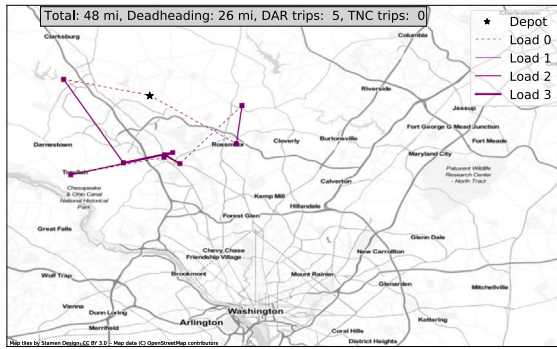 Total: 48 mi, Deadheading: 26 mi, DAR trips:  5, TNC trips:  0
Depot
Load 0
Load 1
Load 2
Load 3
Clarksburg
Columbia
Riverside
Jessup
Fort George G Mead Junction
Fort Meade
Darnestown
Rossmoor
Cloverly
Burtonsville
Maryland City
Patuxent Wildlife
Research Center
- North Tract
Travilah
Chesapeake
& Ohio Canal
National Historical
Park
Kemp Mill
Calverton
Hillandale
Forest Glen
Great Falls
Glenn Dale
Chevy Chase
Friendship Village
New Carrollton
Wolf Trap
Brookmont
Mount Rainier
Glenarden
Mitchellville
Vienna
Dunn Loring
Washington
Merrifield
Arlington
Kettering
Coral Hills
District Heights
Map tiles by Stamen Design, CC BY 3.0 -- Map data (C) OpenStreetMap contributors